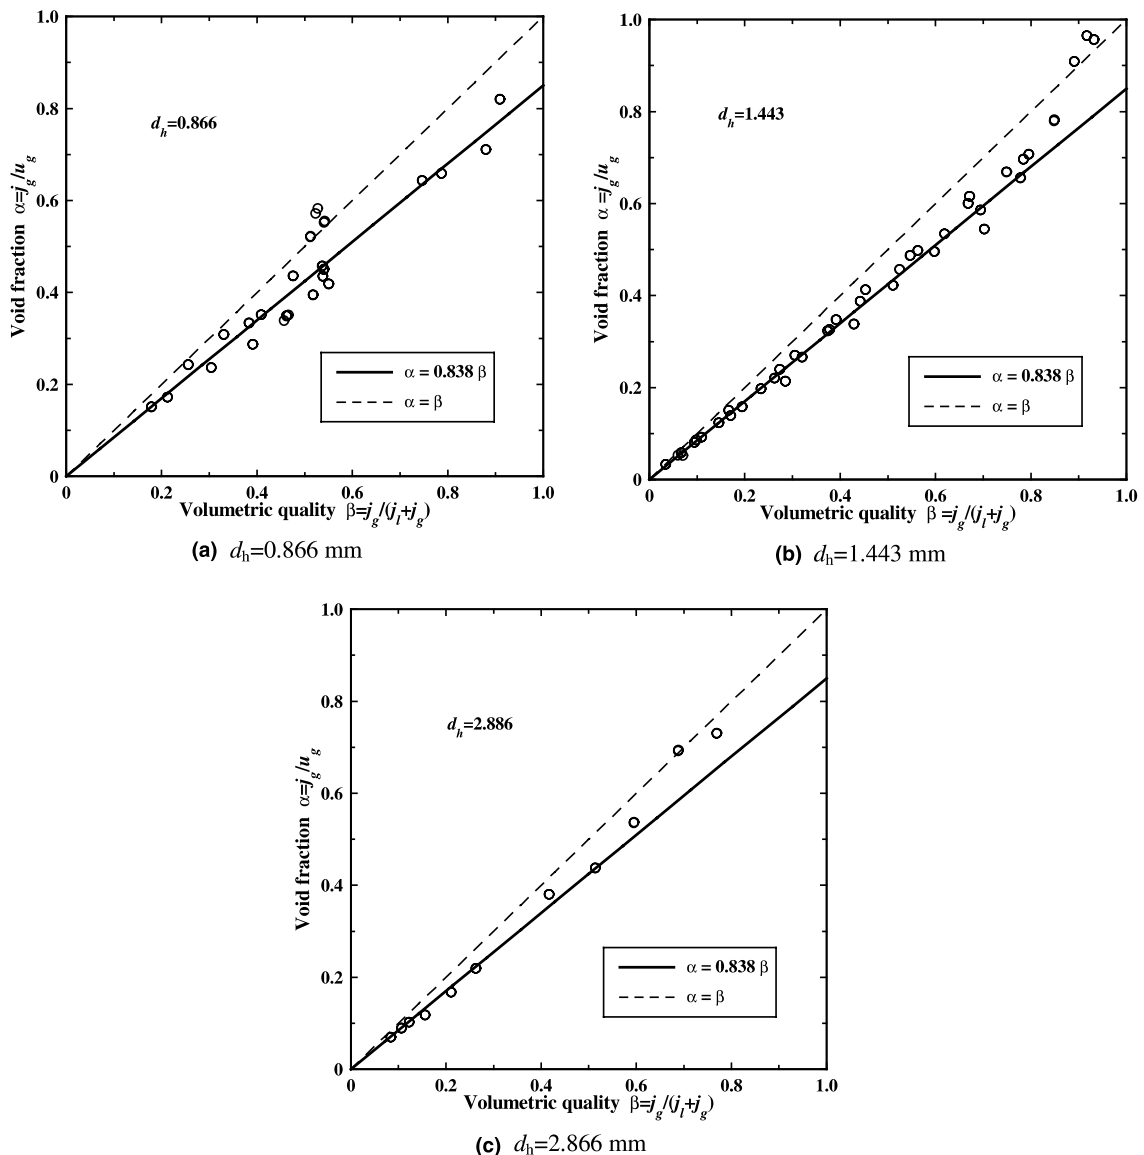 1.0
0.8
0.6
0.4
0.2
0
Void fraction α=j_g/u_g
d_h=0.866
α = 0.838 β
α = β
0 0.2 0.4 0.6 0.8 1.0
Volumetric quality β=j_g/(j_l+j_g)
(a) d_h=0.866 mm
1.0
0.8
0.6
0.4
0.2
0
Void fraction α =j_g/u_g
d_h=1.443
α = 0.838 β
α = β
0 0.2 0.4 0.6 0.8 1.0
Volumetric quality β =j_g/(j_l+j_g)
(b) d_h=1.443 mm
1.0
0.8
0.6
0.4
0.2
0
Void fraction α=j_g/u_g
d_h=2.886
α = 0.838 β
α = β
0 0.2 0.4 0.6 0.8 1.0
Volumetric quality β=j_g/(j_l+j_g)
(c) d_h=2.866 mm